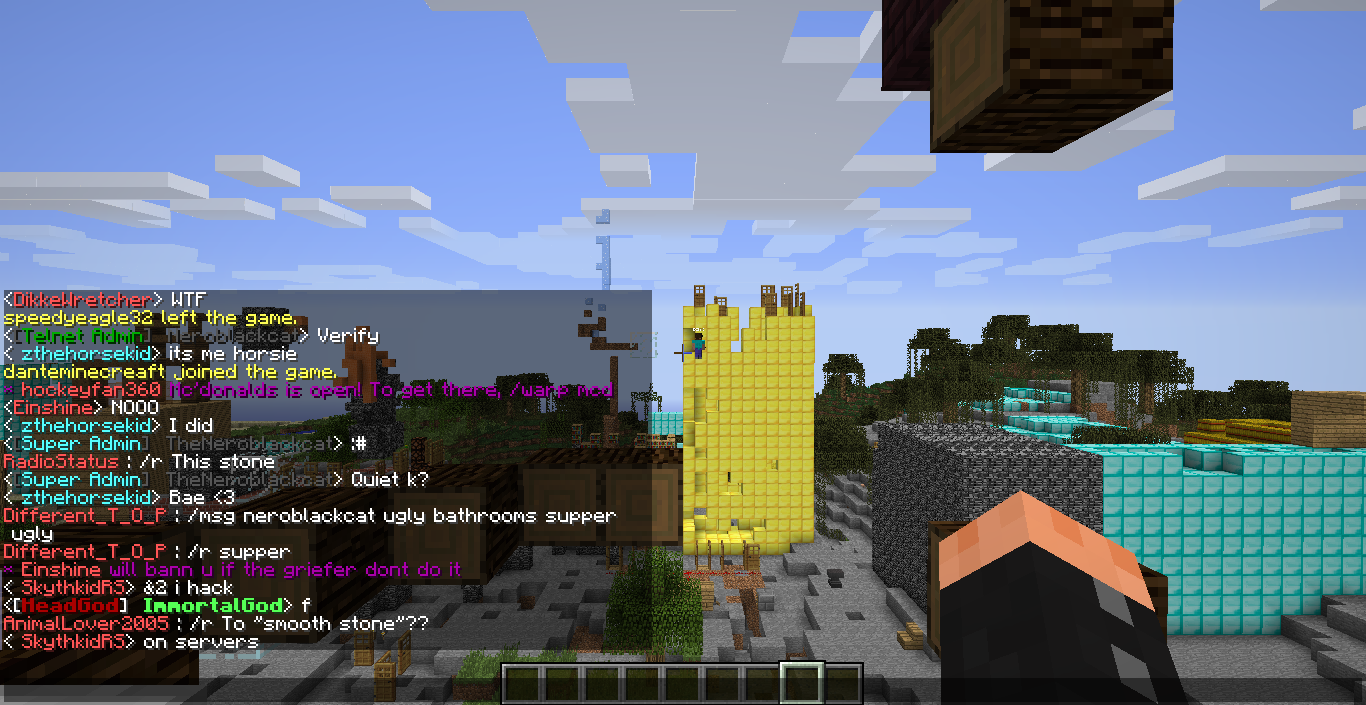 <DikkeWretcher> WTF
speedyeagle32 left the game.
<[Telnet Admin] neroblackcat> Verify
< zthehorsekid> Its me horsie
danteminecreaft joined the game.
* hockeyfan360 Mc'donalds is open! To get there, /warp mcd
<Einshine> NOOO
< zthehorsekid> I did
<[Super Admin] TheNeroblackcat> :#
RadioStatus : /r This stone
<[Super Admin] TheNeroblackcat> Quiet k?
< zthehorsekid> Bae <3
Different_T_O_P : /msg neroblackcat ugly bathrooms supper
ugly
Different_T_O_P : /r supper
* Einshine will bann u if the griefer dont do it
< SkythkidRS> &2 i hack
<[HeadGod] ImmortalGod> f
AnimalLover2005 : /r To "smooth stone"??
< SkythkidRS> on servers